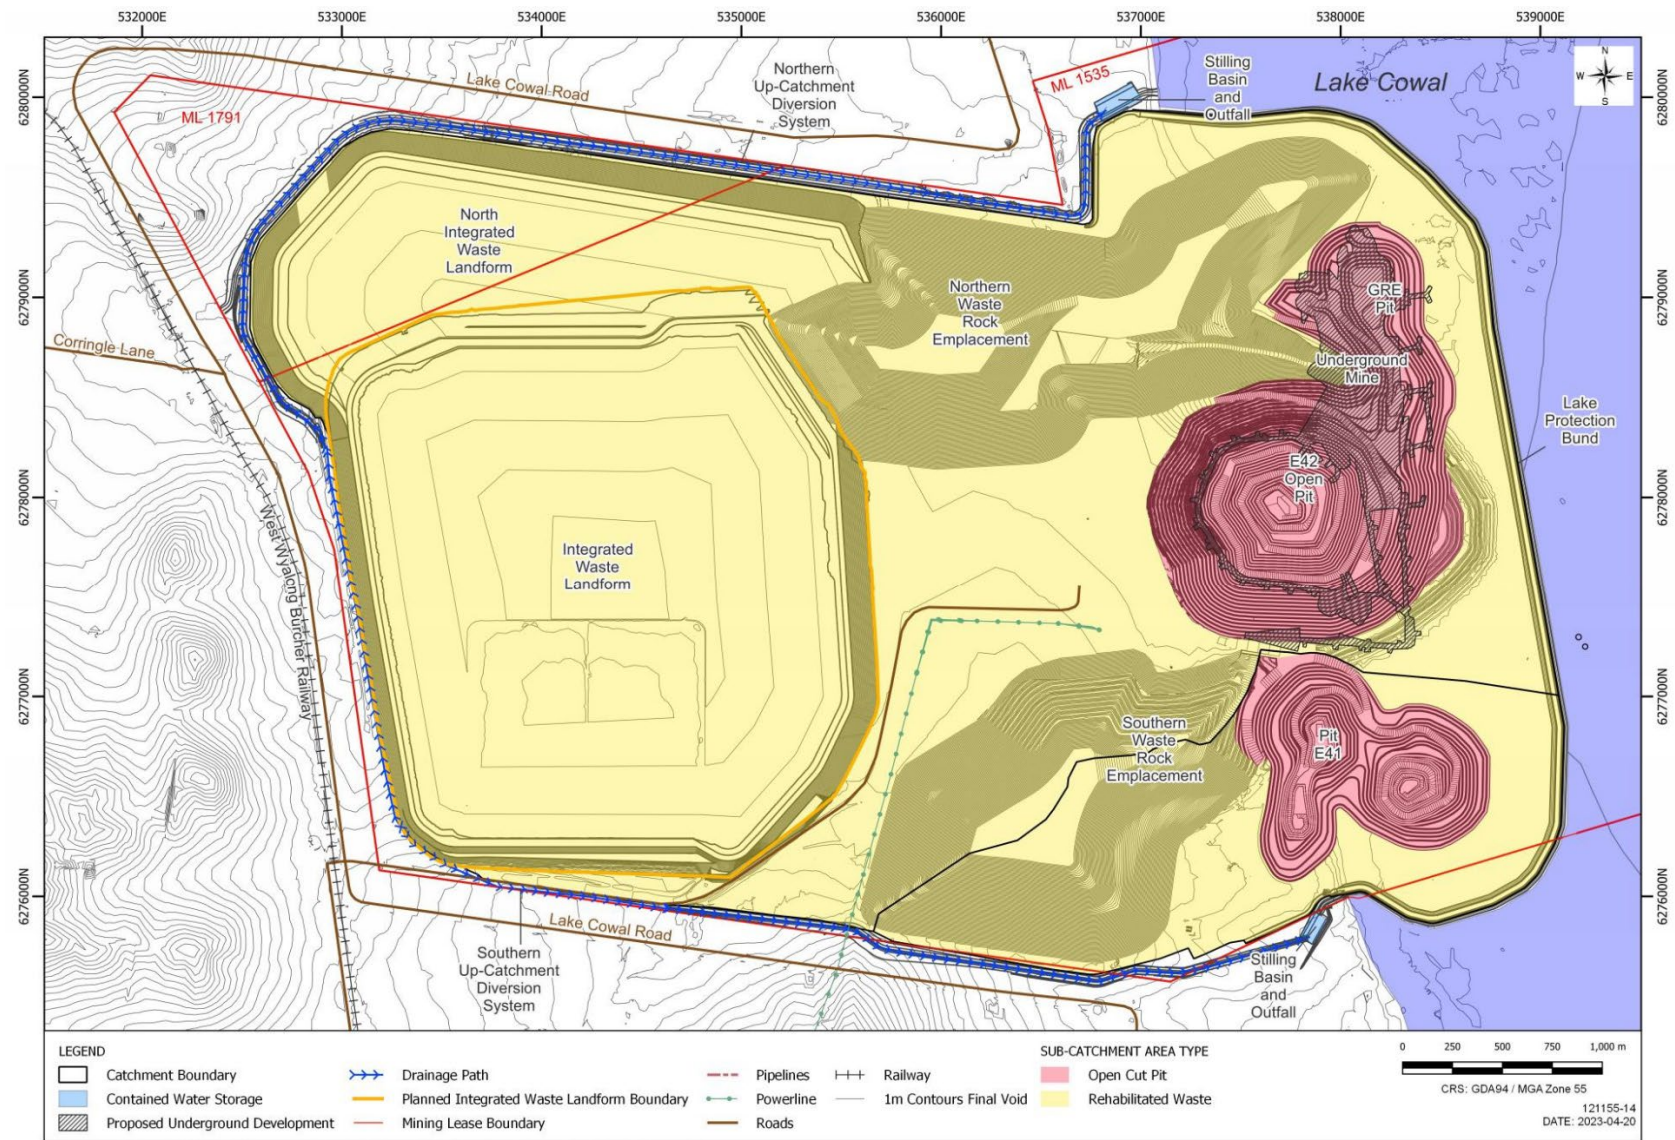 532000E
533000E
534000E
535000E
536000E
537000E
538000E
539000E
6280000N
6279000N
6278000N
6277000N
6276000N
6280000N
6279000N
6278000N
6277000N
6276000N
Lake Cowal Road
ML 1791
Northern
Up-Catchment
Diversion
System
ML 1535
Stilling
Basin
and
Outfall
Lake Cowal
N
W E
S
North
Integrated
Waste
Landform
Northern
Waste
Rock
Emplacement
GRE
Pit
Underground
Mine
Corringle Lane
Lake
Protection
Bund
E42
Open
Pit
West Wyalong Burcher Railway
Integrated
Waste
Landform
Southern
Waste
Rock
Emplacement
Pit
E41
Lake Cowal Road
Southern
Up-Catchment
Diversion
System
Stilling
Basin
and
Outfall
LEGEND
Catchment Boundary
Contained Water Storage
Proposed Underground Development
Drainage Path
Planned Integrated Waste Landform Boundary
Mining Lease Boundary
Pipelines
Powerline
Roads
Railway
1m Contours Final Void
SUB-CATCHMENT AREA TYPE
Open Cut Pit
Rehabilitated Waste
0 250 500 750 1,000 m
CRS: GDA94 / MGA Zone 55
121155-14
DATE: 2023-04-20